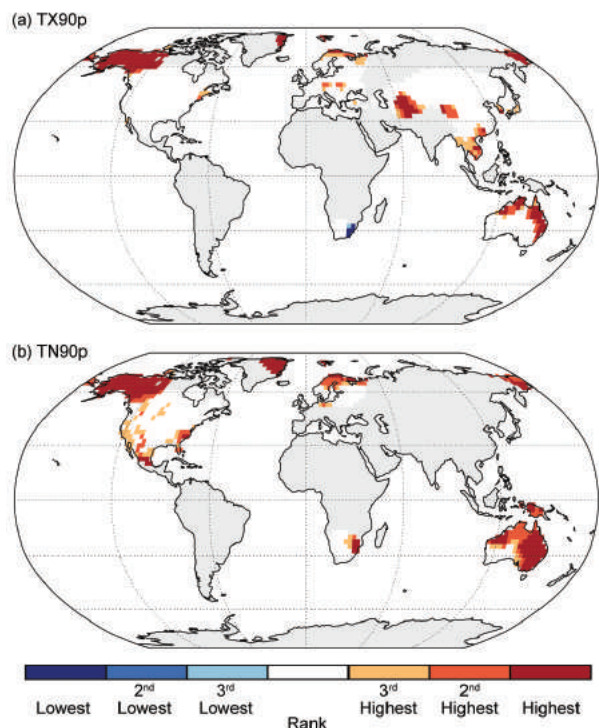 (a) TX90p
(b) TN90p
Lowest
2nd Lowest
3rd Lowest
3rd Highest
2nd Highest
Highest
Rank